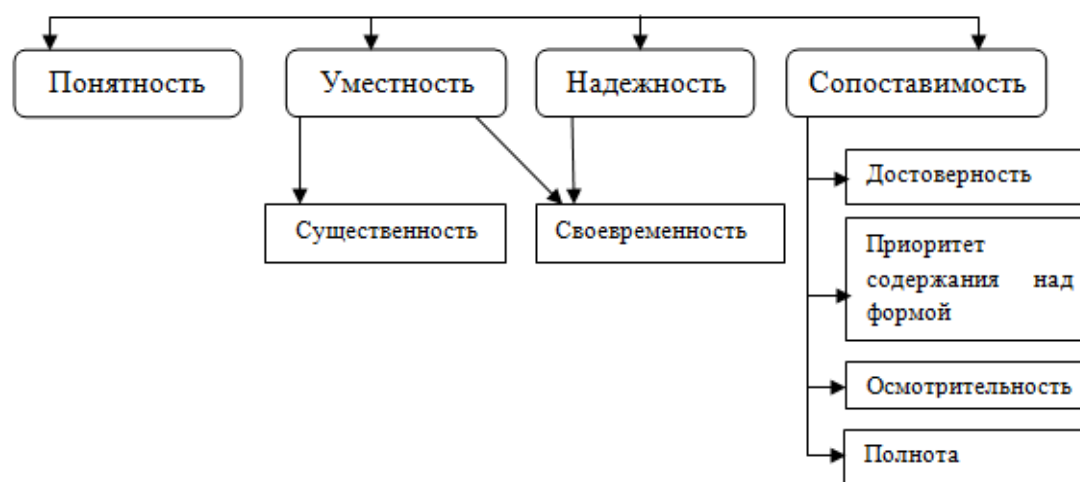 Понятность
Уместность
Надежность
Сопоставимость
Существенность
Своевременность
Достоверность
Приоритет
содержания над
формой
Осмотрительность
Полнота